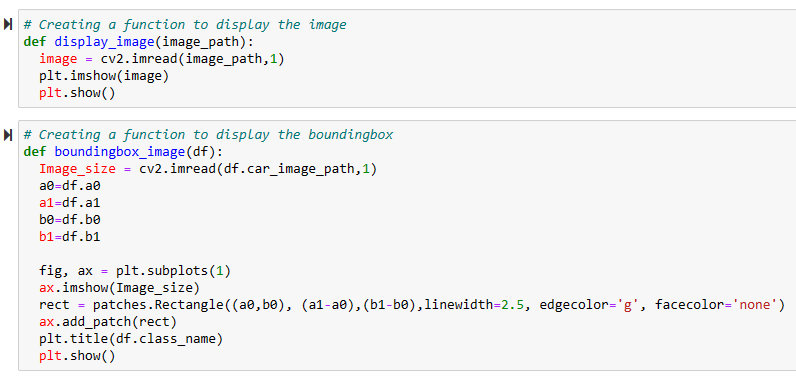 # Creating a function to display the image
def display_image(image_path):
  image = cv2.imread(image_path,1)
  plt.imshow(image)
  plt.show()
# Creating a function to display the boundingbox
def boundingbox_image(df):
  Image_size = cv2.imread(df.car_image_path,1)
  a0=df.a0
  a1=df.a1
  b0=df.b0
  b1=df.b1

  fig, ax = plt.subplots(1)
  ax.imshow(Image_size)
  rect = patches.Rectangle((a0,b0), (a1-a0),(b1-b0),linewidth=2.5, edgecolor='g', facecolor='none')
  ax.add_patch(rect)
  plt.title(df.class_name)
  plt.show()